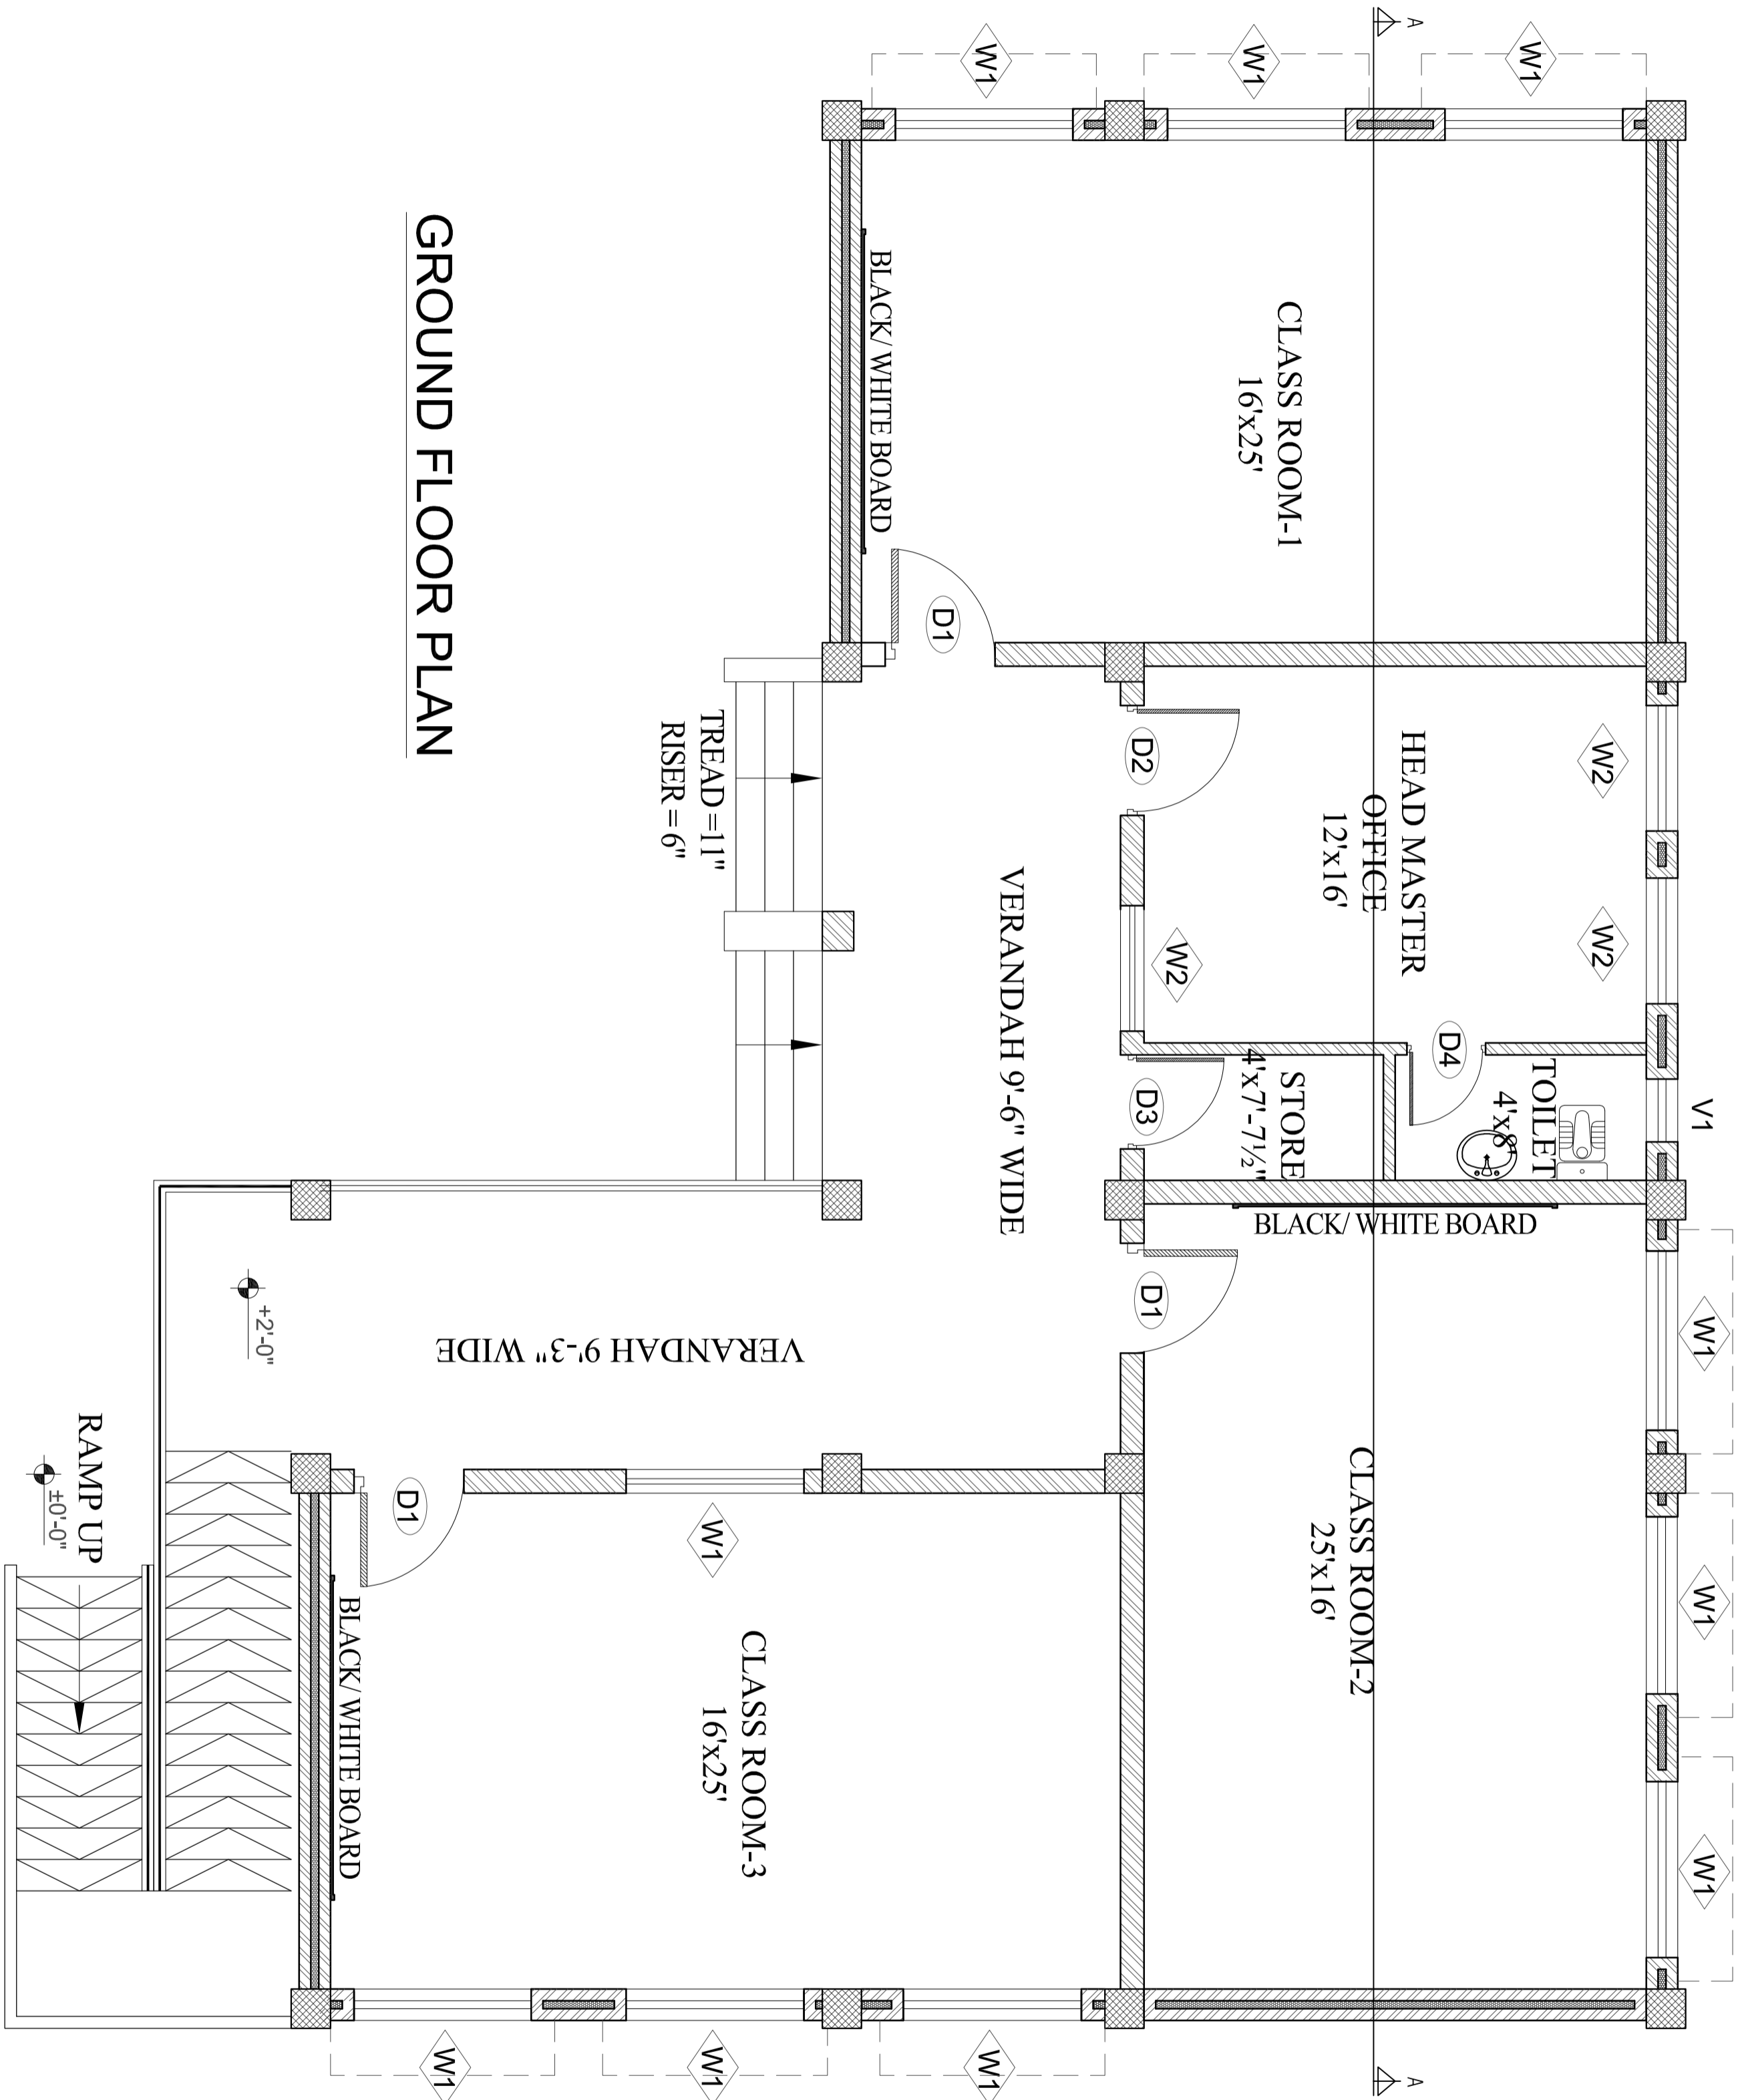 V1
W1
W1
W1
W2
W2
W1
TOILET
4'x8'
D4
A
A
HEAD MASTER
OFFICE
12'x16'
BLACK/ WHITE BOARD
CLASS ROOM-2
25'x16'
CLASS ROOM-1
16'x25'
STORE
4'x7'-7½"
W1
W2
D2
D3
D1
VERANDAH 9'-6" WIDE
W1
W1
D1
BLACK/ WHITE BOARD
TREAD =11"
RISER = 6"
VERANDAH 9'-3" WIDE
CLASS ROOM-3
16'x25'
W1
W1
GROUND FLOOR PLAN
D1
W1
BLACK/ WHITE BOARD
+2'-0"
RAMP UP
±0'-0"